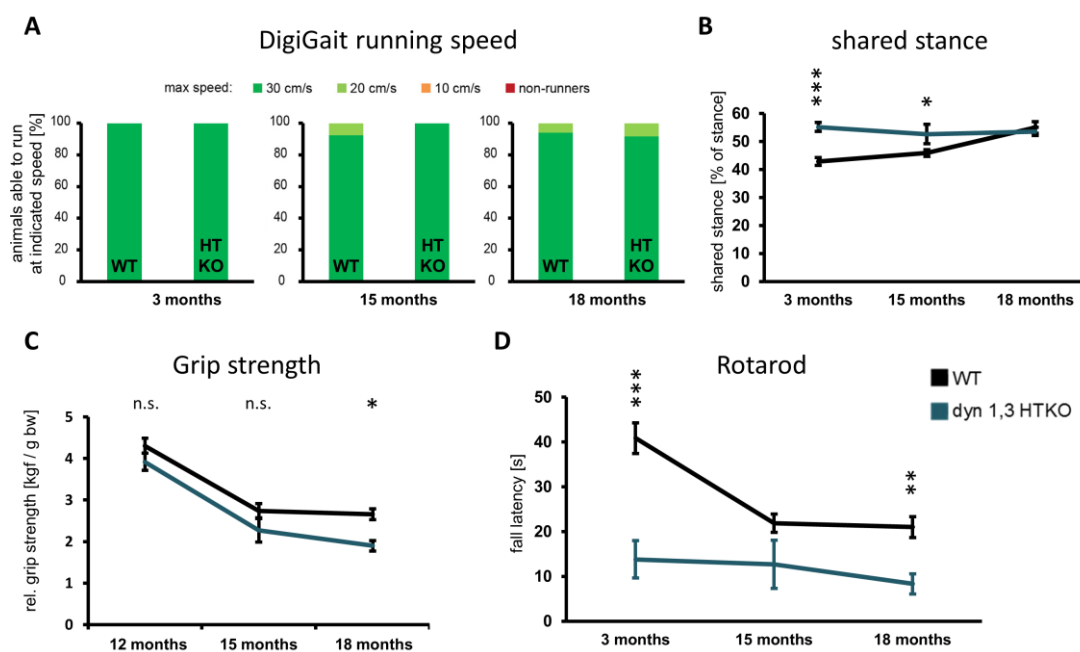 A
DigiGait running speed
max speed: 30 cm/s 20 cm/s 10 cm/s non-runners
animals able to run
at indicated speed [%]
100
80
60
40
20
0
WT
HT
KO
3 months
100
80
60
40
20
0
WT
HT
KO
15 months
100
80
60
40
20
0
WT
HT
KO
18 months
B
shared stance
***
*
shared stance [% of stance]
60
50
40
30
20
10
0
3 months 15 months 18 months
C
Grip strength
n.s. n.s. *
rel. grip strength [kgf / g bw]
5
4
3
2
1
0
12 months 15 months 18 months
D
Rotarod
WT
dyn 1,3 HTKO
***
**
fall latency [s]
50
40
30
20
10
0
3 months 15 months 18 months